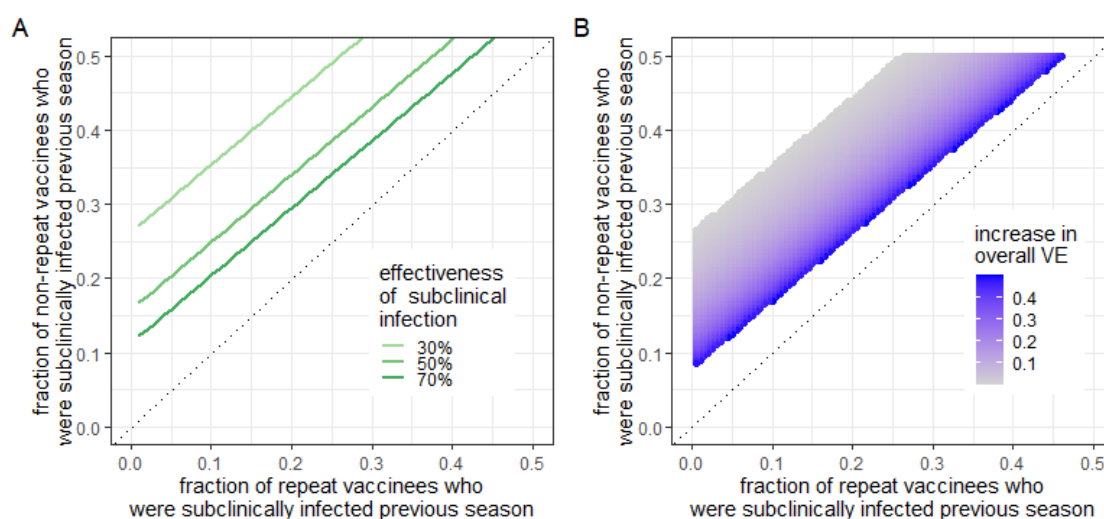 A
fraction of non-repeat vaccinees who
were subclinically infected previous season
0.5
0.4
0.3
0.2
0.1
0.0
effectiveness
of subclinical
infection
30%
50%
70%
0.0 0.1 0.2 0.3 0.4 0.5
fraction of repeat vaccinees who
were subclinically infected previous season
B
fraction of non-repeat vaccinees who
were subclinically infected previous season
0.5
0.4
0.3
0.2
0.1
0.0
increase in
overall VE
0.4
0.3
0.2
0.1
0.0 0.1 0.2 0.3 0.4 0.5
fraction of repeat vaccinees who
were subclinically infected previous season